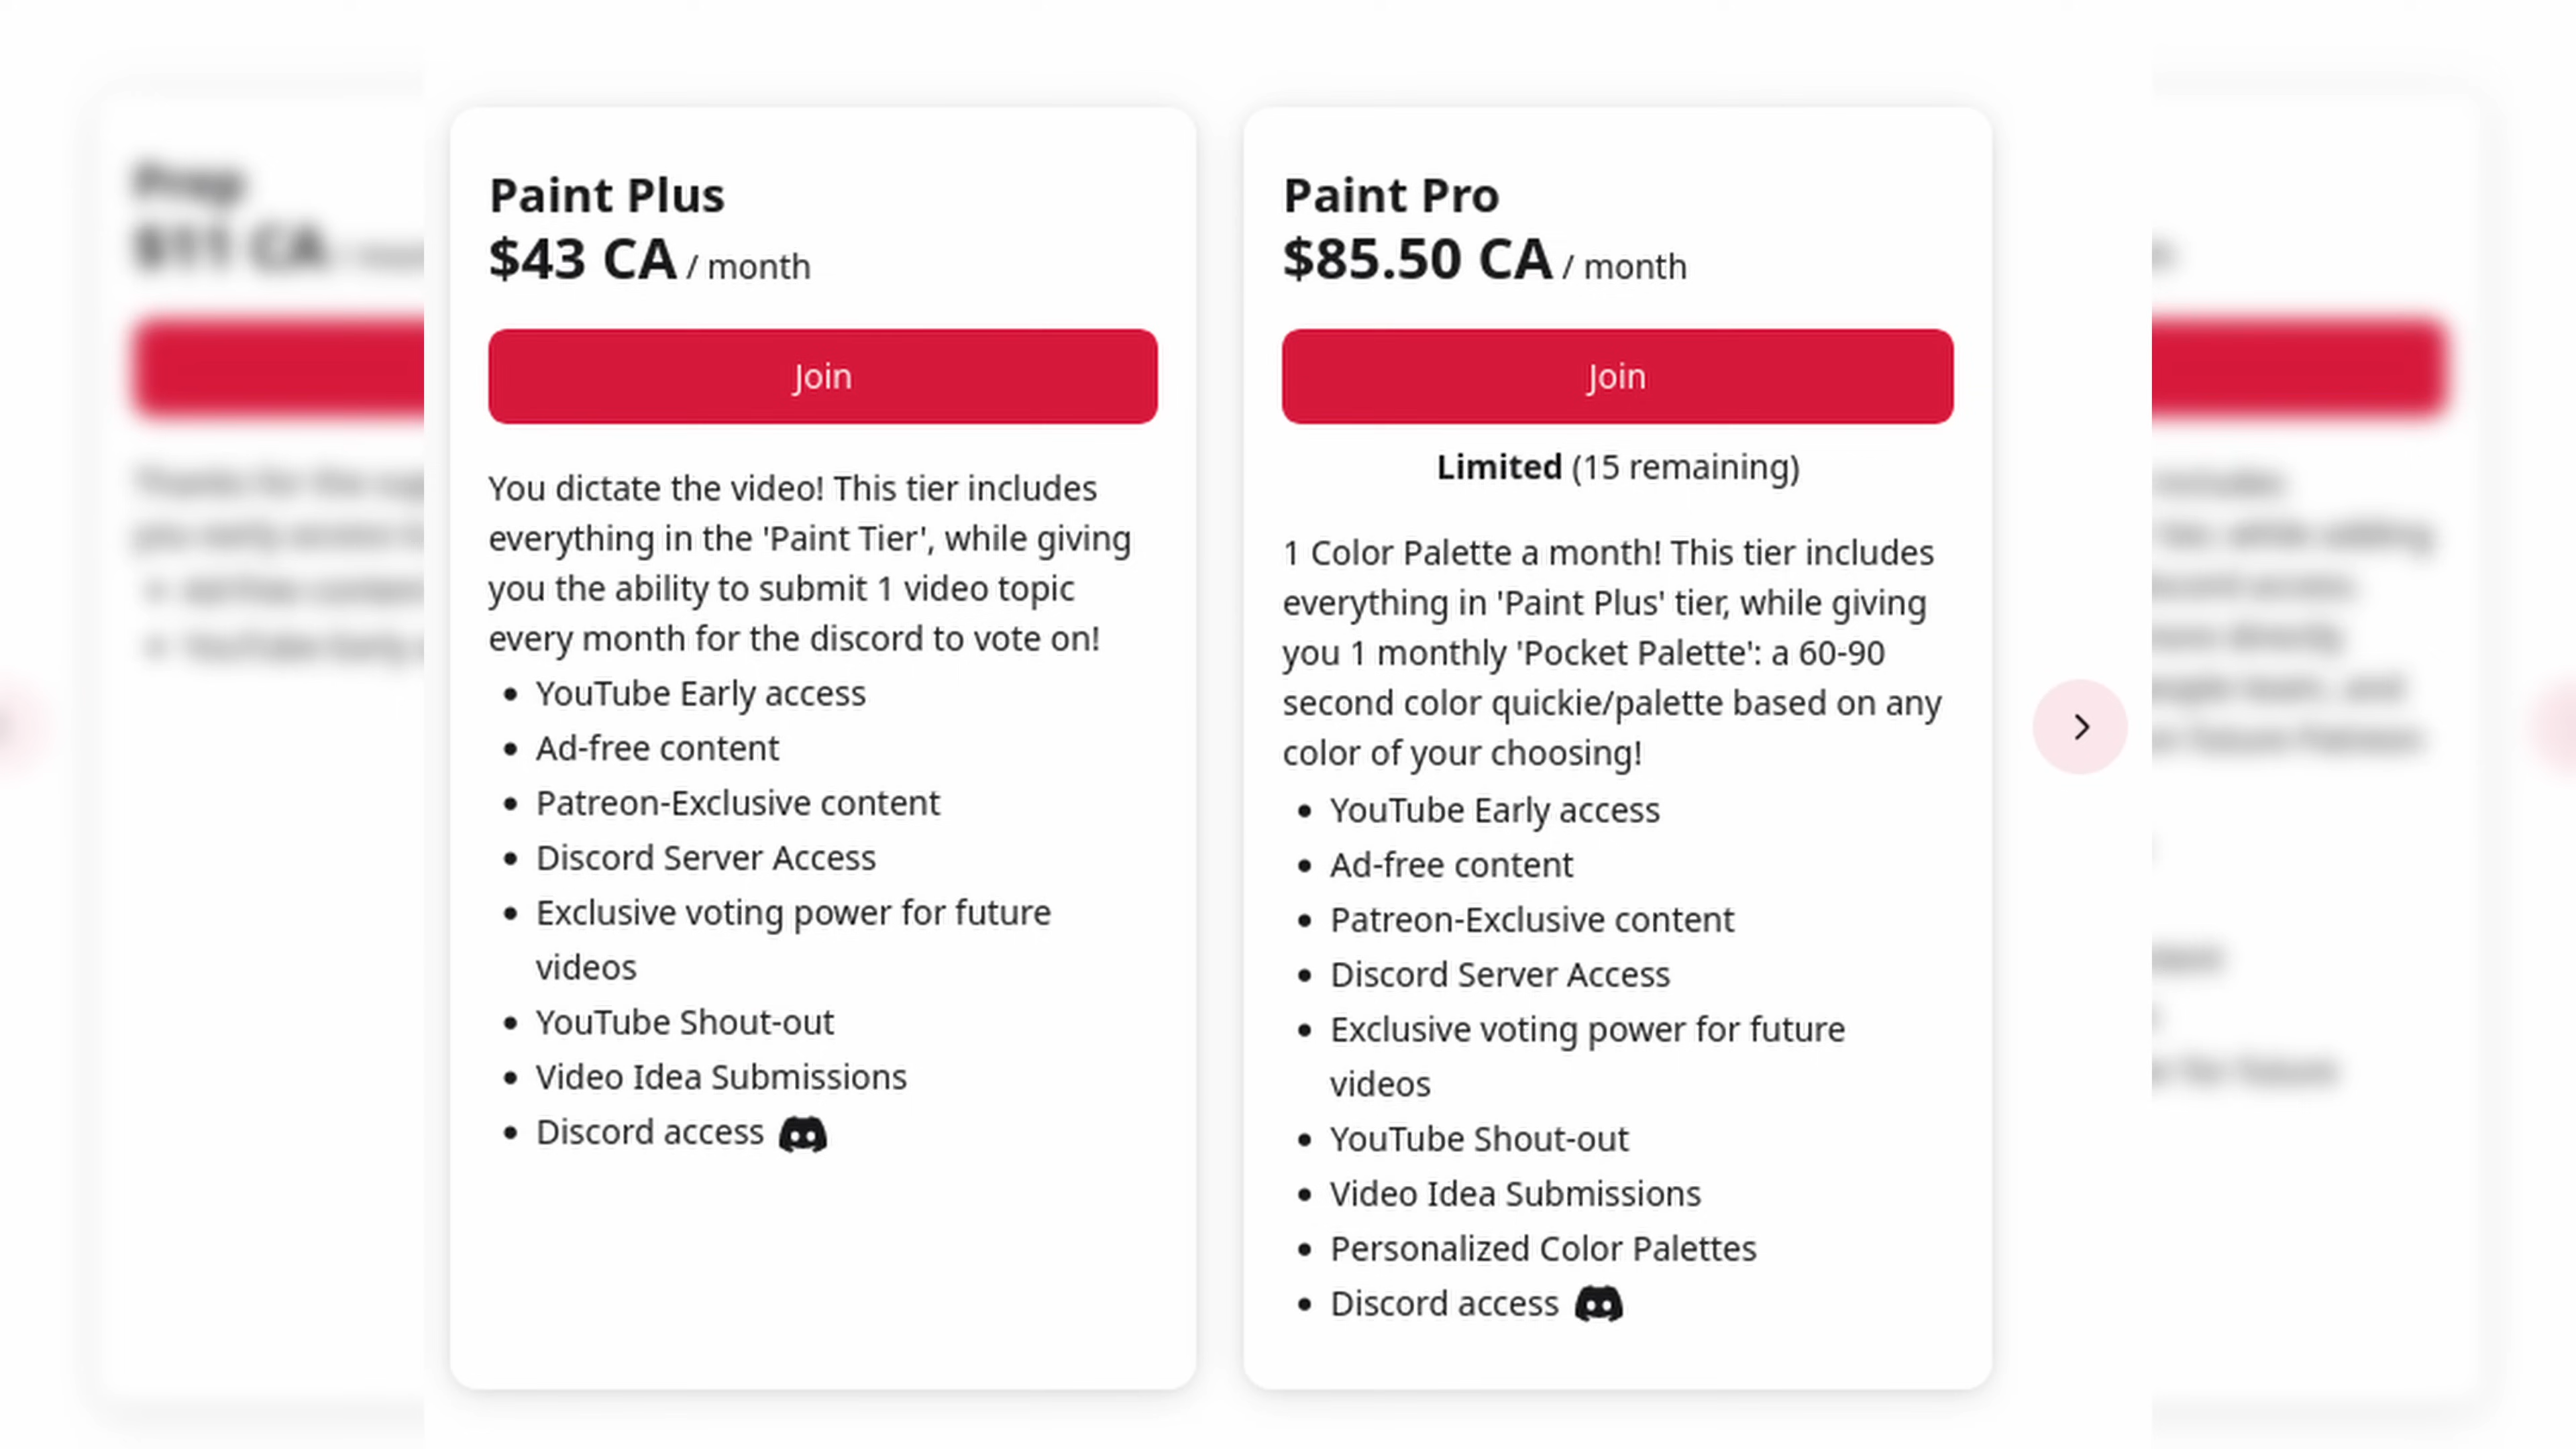 Prep
$11 CA
Paint Plus
$43 CA / month
Join
You dictate the video! This tier includes
everything in the 'Paint Tier', while giving
you the ability to submit 1 video topic
every month for the discord to vote on!
• YouTube Early access
• Ad-free content
• Patreon-Exclusive content
• Discord Server Access
• Exclusive voting power for future
videos
• YouTube Shout-out
• Video Idea Submissions
• Discord access
Paint Pro
$85.50 CA / month
Join
Limited (15 remaining)
1 Color Palette a month! This tier includes
everything in 'Paint Plus' tier, while giving
you 1 monthly 'Pocket Palette': a 60-90
second color quickie/palette based on any
color of your choosing!
• YouTube Early access
• Ad-free content
• Patreon-Exclusive content
• Discord Server Access
• Exclusive voting power for future
videos
• YouTube Shout-out
• Video Idea Submissions
• Personalized Color Palettes
• Discord access